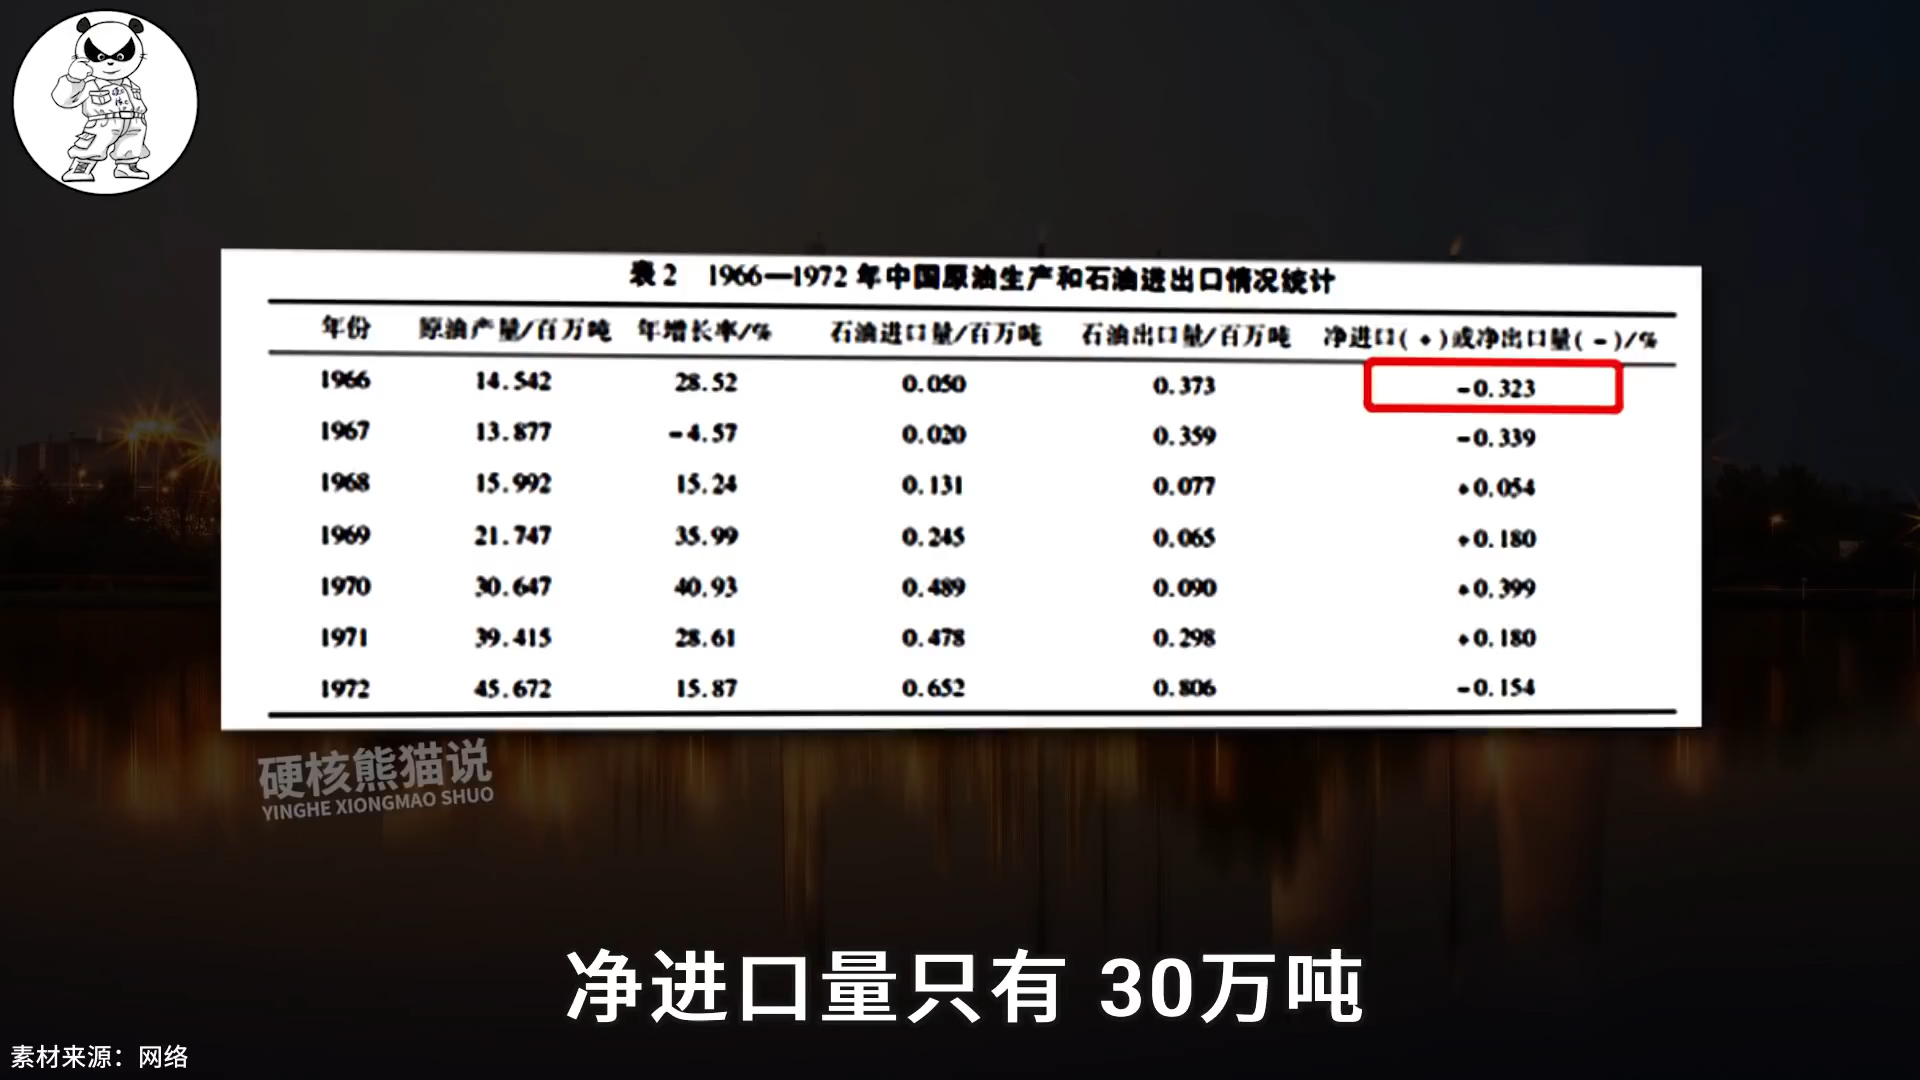 表2 1966—1972年中国原油生产和石油进出口情况统计
年份 原油产量/百万吨 年增长率/% 石油进口量/百万吨 石油出口量/百万吨 净进口(+)或净出口量(-)/%
1966 14.542 28.52 0.050 0.373 -0.323
1967 13.877 -4.57 0.020 0.359 -0.339
1968 15.992 15.24 0.131 0.077 +0.054
1969 21.747 35.99 0.245 0.065 +0.180
1970 30.647 40.93 0.489 0.090 +0.399
1971 39.415 28.61 0.478 0.298 +0.180
1972 45.672 15.87 0.652 0.806 -0.154
硬核熊猫说
YINGHE XIONGMAO SHUO
净进口量只有 30万吨
素材来源：网络